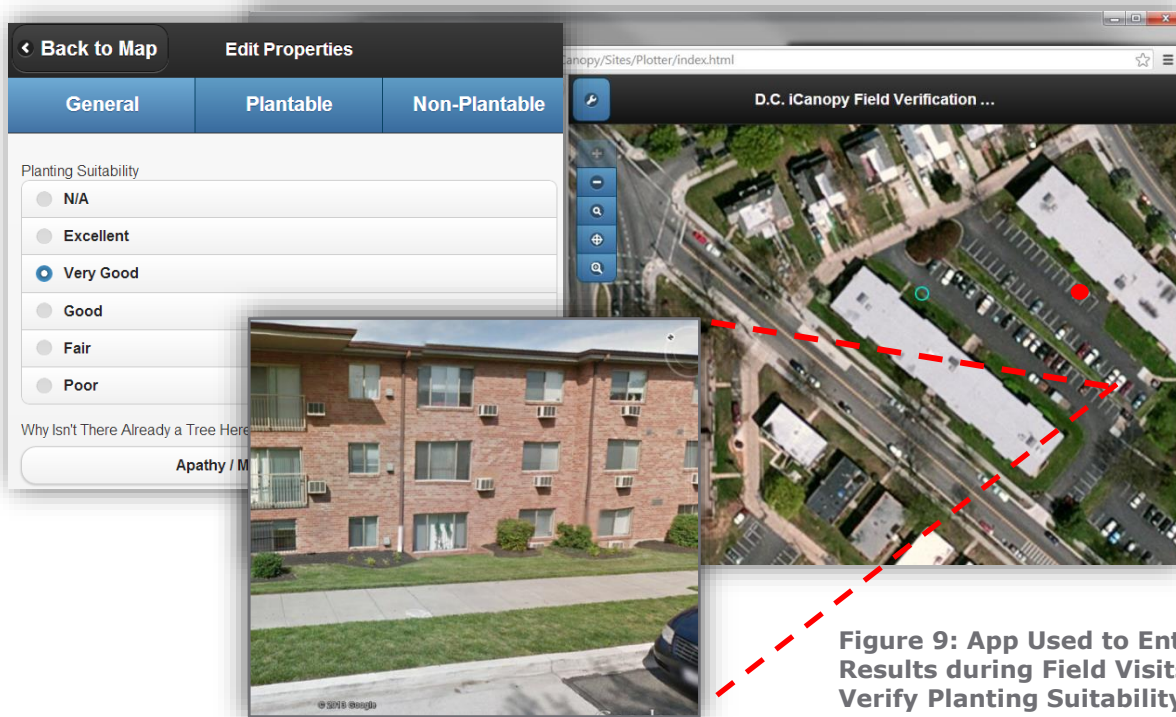 Back to Map
Edit Properties
General
Plantable
Non-Plantable
Planting Suitability
N/A
Excellent
Very Good
Good
Fair
Poor
Why Isn't There Already a Tree Here
Apathy / M
anopy/Sites/Plotter/index.html
D.C. iCanopy Field Verification ...
© 2013 Google
Figure 9: App Used to Ent
Results during Field Visit
Verify Planting Suitability